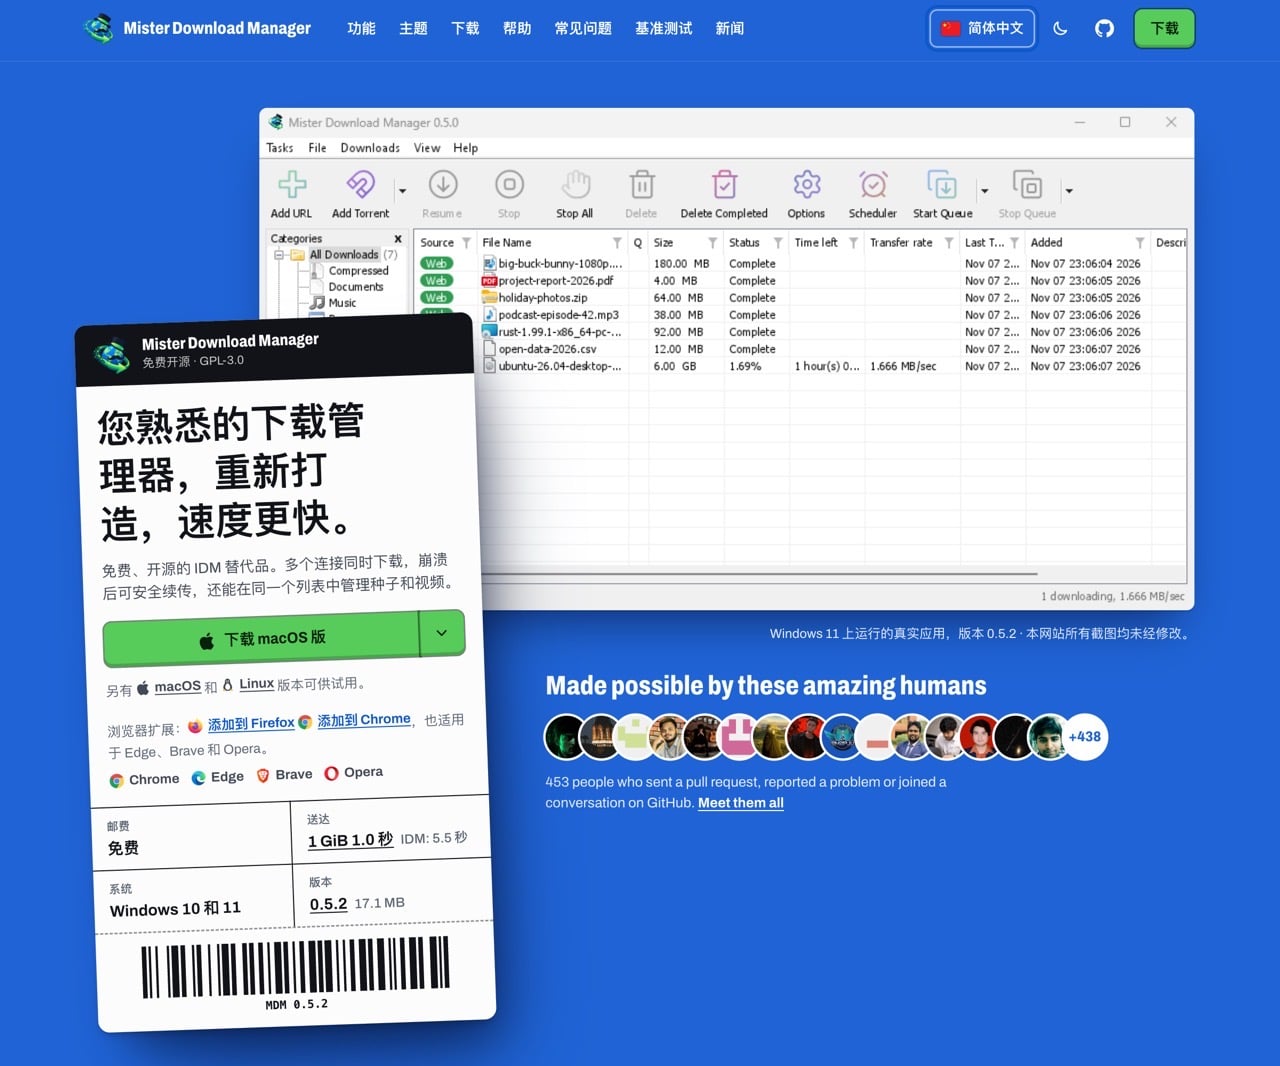 Mister Download Manager 功能 主题 下载 帮助 常见问题 基准测试 新闻 简体中文 下载
Mister Download Manager 0.5.0
Tasks File Downloads View Help
Add URL Add Torrent Resume Stop Stop All Delete Delete Completed Options Scheduler Start Queue Stop Queue
Categories x
All Downloads (7)
Compressed
Documents
Music
Source File Name Q Size Status Time left Transfer rate Last T... Added Descri
Web big-buck-bunny-1080p.... 180.00 MB Complete Nov 07 2... Nov 07 23:06:04 2026
Web project-report-2026.pdf 4.00 MB Complete Nov 07 2... Nov 07 23:06:05 2026
Web holiday-photos.zip 64.00 MB Complete Nov 07 2... Nov 07 23:06:05 2026
podcast-episode-42.mp3 38.00 MB Complete Nov 07 2... Nov 07 23:06:06 2026
rust-1.99.1-x86_64-pc-... 92.00 MB Complete Nov 07 2... Nov 07 23:06:06 2026
open-data-2026.csv 12.00 MB Complete Nov 07 2... Nov 07 23:06:07 2026
ubuntu-26.04-desktop-... 6.00 GB 1.69% 1 hour(s) 0... 1.666 MB/sec Nov 07 2... Nov 07 23:06:07 2026
1 downloading, 1.666 MB/sec
Windows 11 上运行的真实应用，版本 0.5.2 · 本网站所有截图均未经修改。
Mister Download Manager
免费开源 · GPL-3.0
您熟悉的下载管
理器，重新打
造，速度更快。
免费、开源的 IDM 替代品。多个连接同时下载，崩溃
后可安全续传，还能在同一个列表中管理种子和视频。
下载 macOS 版
另有 macOS 和 Linux 版本可供试用。
浏览器扩展： 添加到 Firefox 添加到 Chrome，也适用
于 Edge、Brave 和 Opera。
Chrome Edge Brave Opera
邮费
免费
送达
1 GiB 1.0 秒 IDM: 5.5 秒
系统
Windows 10 和 11
版本
0.5.2 17.1 MB
MDM 0.5.2
Made possible by these amazing humans
+438
453 people who sent a pull request, reported a problem or joined a
conversation on GitHub. Meet them all